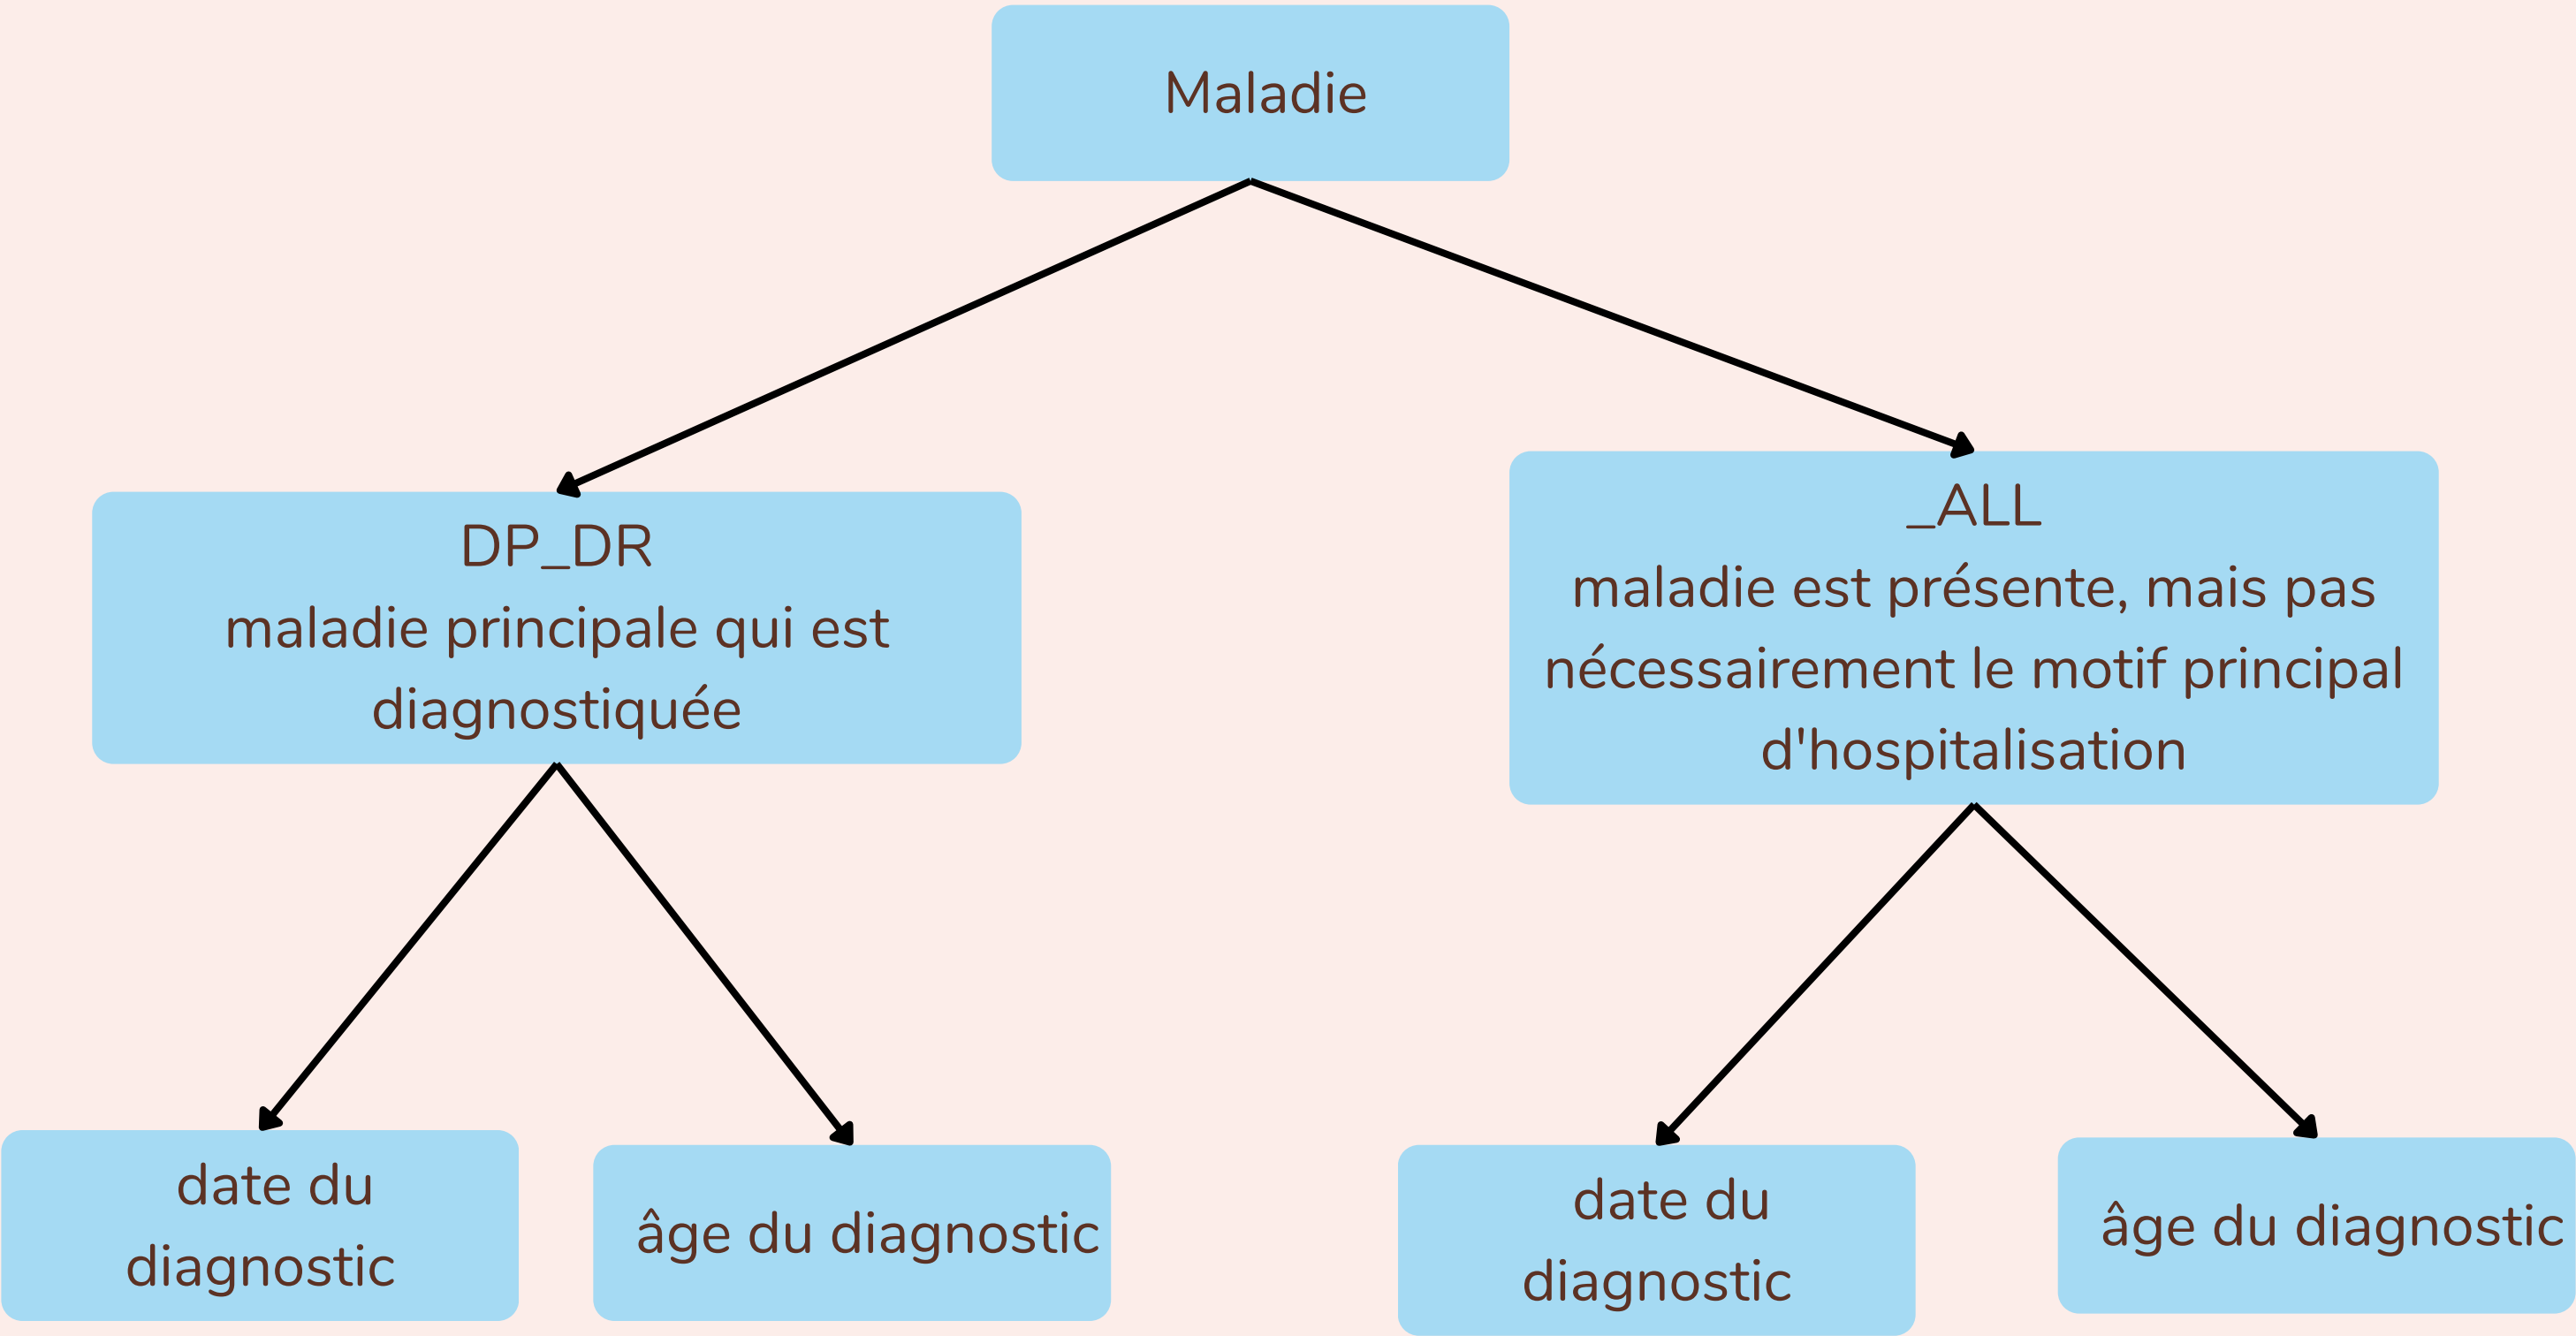 Maladie
DP_DR
maladie principale qui est
diagnostiquée
_ALL
maladie est présente, mais pas
nécessairement le motif principal
d'hospitalisation
date du
diagnostic
âge du diagnostic
date du
diagnostic
âge du diagnostic